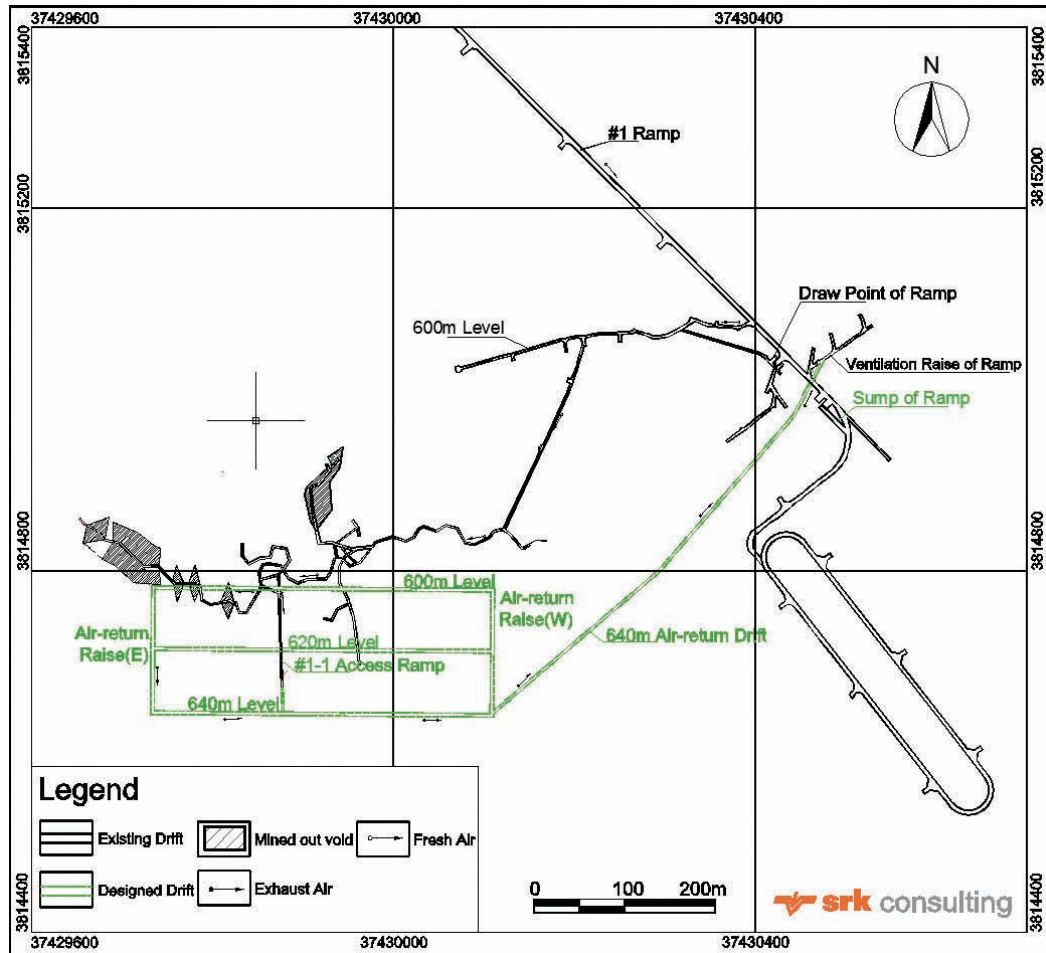 37429600
37430000
37430400
3815400
3815400
N
#1 Ramp
3815200
3815200
Draw Point of Ramp
600m Level
Ventilation Raise of Ramp
Sump of Ramp
3814800
3814800
600m Level
Air-return
Raise(W)
Air-return
Raise(E)
620m Level
640m Air-return Drift
#1-1 Access Ramp
640m Level
Legend
Existing Drift
Mined out void
Fresh Air
Designed Drift
Exhaust Air
0 100 200m
srk consulting
3814400
3814400
37429600
37430000
37430400